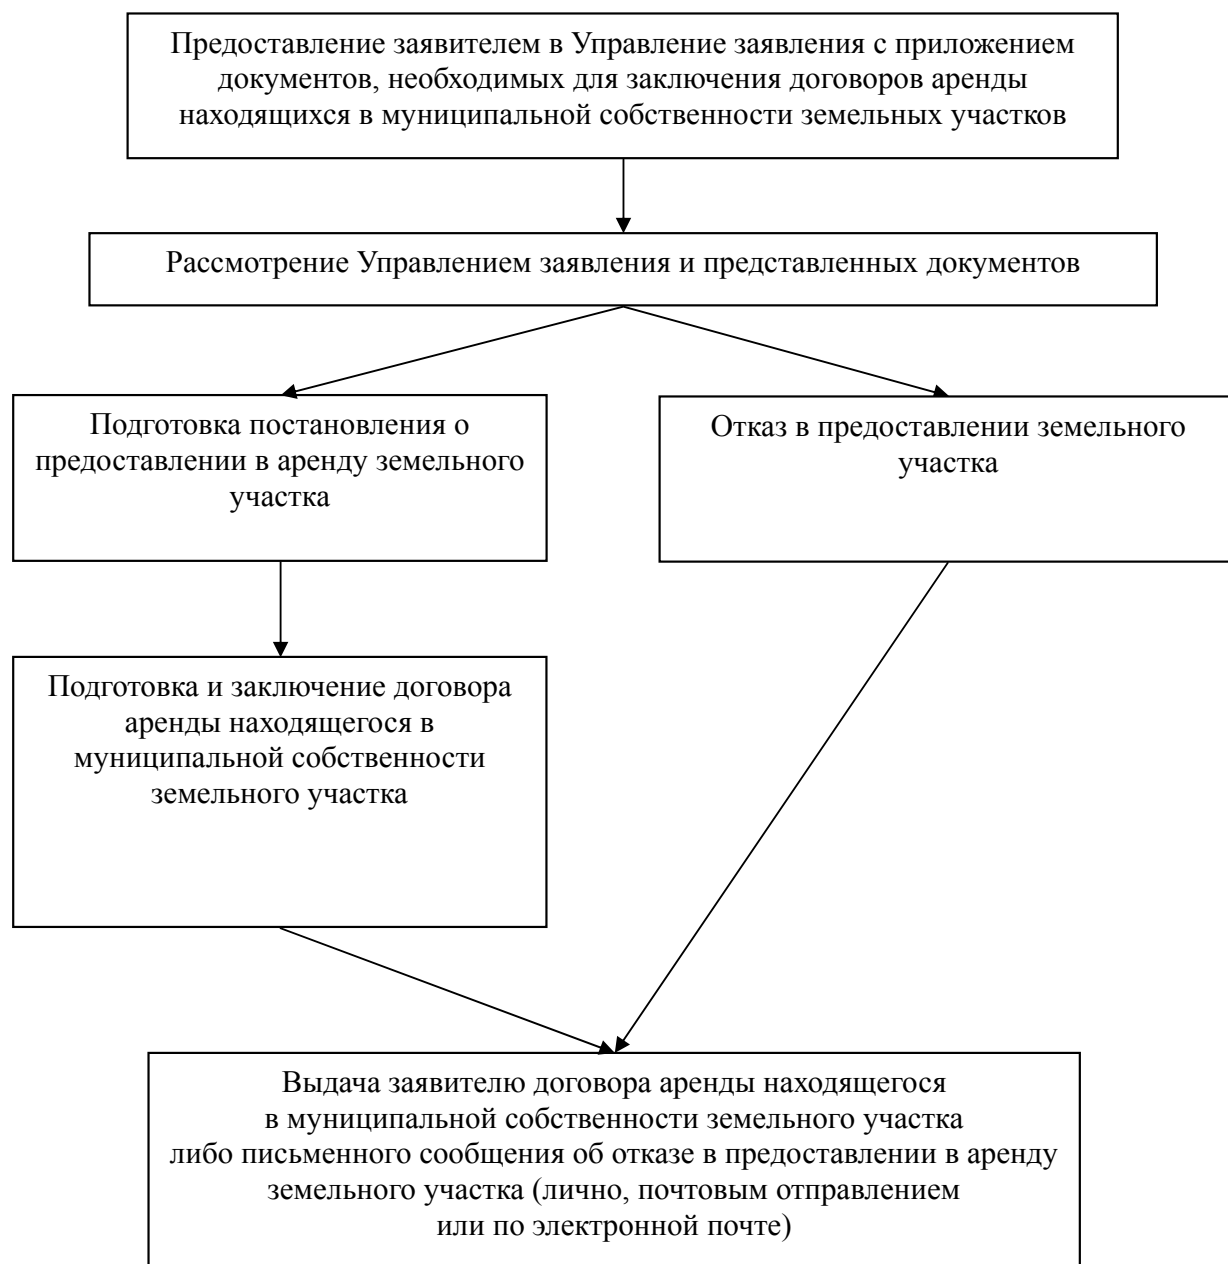 Предоставление заявителем в Управление заявления с приложением
документов, необходимых для заключения договоров аренды
находящихся в муниципальной собственности земельных участков
Рассмотрение Управлением заявления и представленных документов
Подготовка постановления о
предоставлении в аренду земельного
участка
Отказ в предоставлении земельного
участка
Подготовка и заключение договора
аренды находящегося в
муниципальной собственности
земельного участка
Выдача заявителю договора аренды находящегося
в муниципальной собственности земельного участка
либо письменного сообщения об отказе в предоставлении в аренду
земельного участка (лично, почтовым отправлением
или по электронной почте)